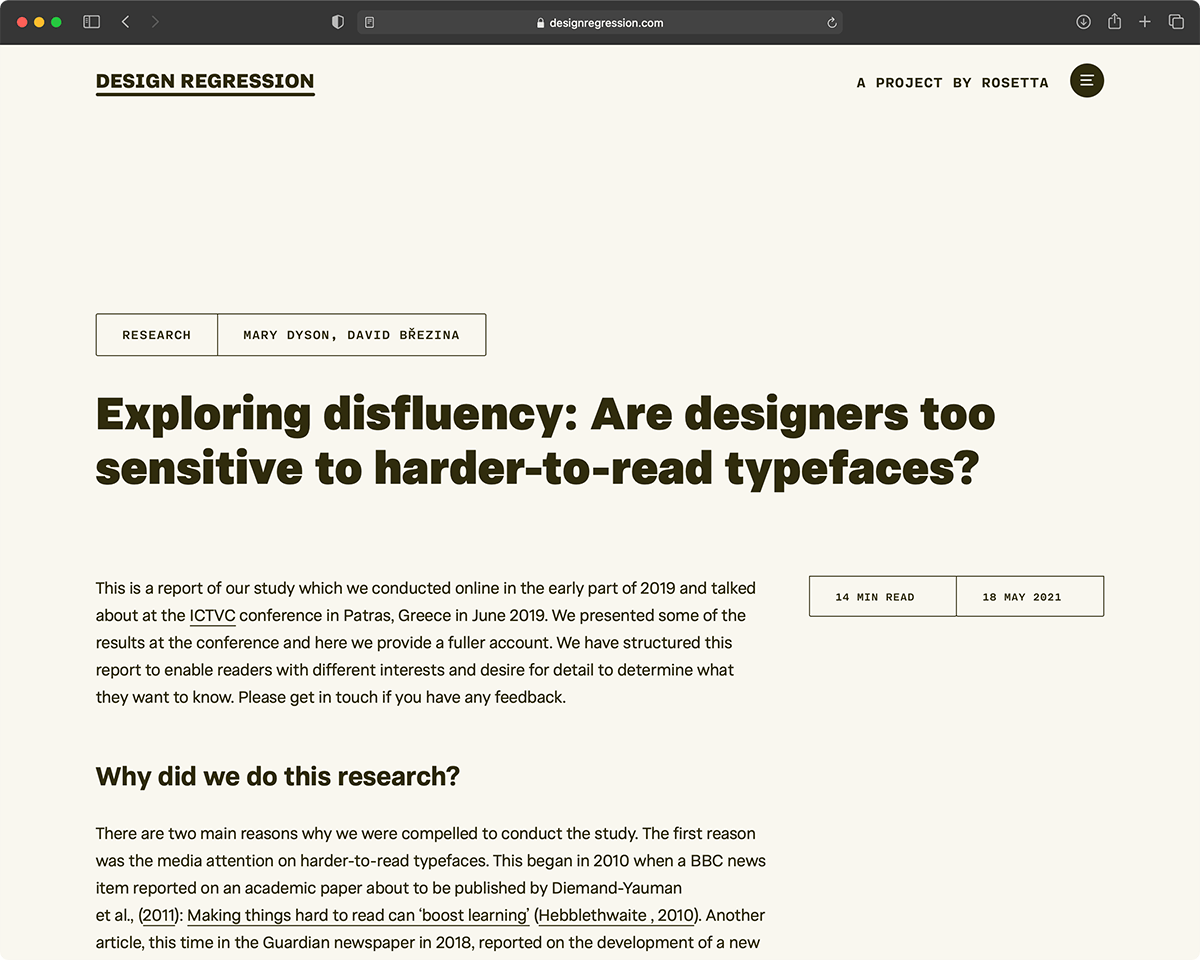 designregression.com
DESIGN REGRESSION
A PROJECT BY ROSETTA
RESEARCH
MARY DYSON, DAVID BŘEZINA
Exploring disfluency: Are designers too
sensitive to harder-to-read typefaces?
This is a report of our study which we conducted online in the early part of 2019 and talked
about at the ICTVC conference in Patras, Greece in June 2019. We presented some of the
results at the conference and here we provide a fuller account. We have structured this
report to enable readers with different interests and desire for detail to determine what
they want to know. Please get in touch if you have any feedback.
14 MIN READ
18 MAY 2021
Why did we do this research?
There are two main reasons why we were compelled to conduct the study. The first reason
was the media attention on harder-to-read typefaces. This began in 2010 when a BBC news
item reported on an academic paper about to be published by Diemand-Yauman
et al., (2011): Making things hard to read can ‘boost learning’ (Hebblethwaite , 2010). Another
article, this time in the Guardian newspaper in 2018, reported on the development of a new